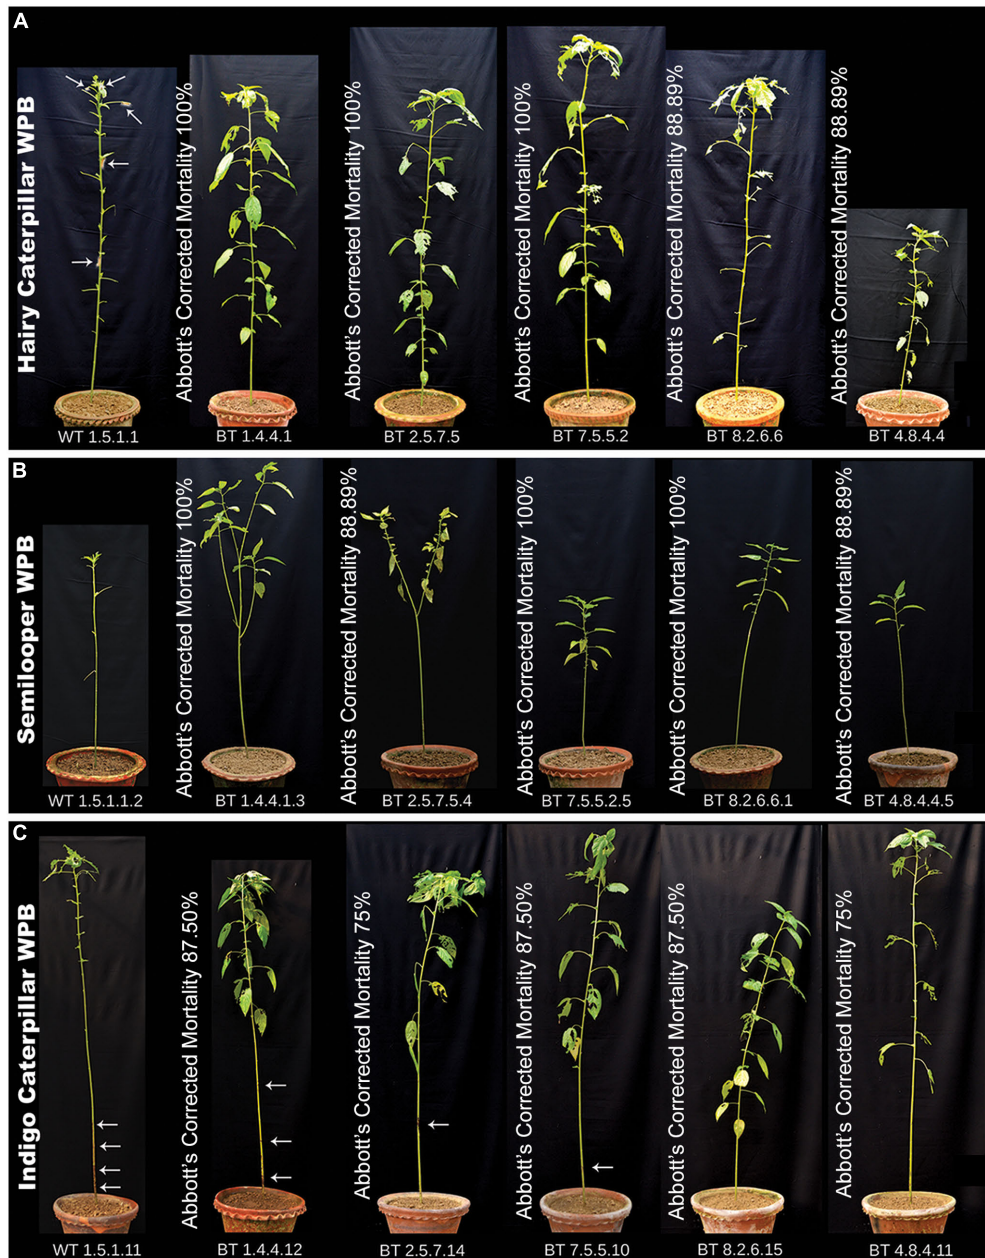 A
Hairy Caterpillar WPB
Abbott's Corrected Mortality 100%
Abbott's Corrected Mortality 100%
Abbott's Corrected Mortality 100%
Abbott's Corrected Mortality 88.89%
Abbott's Corrected Mortality 88.89%
WT 1.5.1.1
BT 1.4.4.1
BT 2.5.7.5
BT 7.5.5.2
BT 8.2.6.6
BT 4.8.4.4
B
Semilooper WPB
Abbott's Corrected Mortality 100%
Abbott's Corrected Mortality 88.89%
Abbott's Corrected Mortality 100%
Abbott's Corrected Mortality 100%
Abbott's Corrected Mortality 88.89%
WT 1.5.1.1.2
BT 1.4.4.1.3
BT 2.5.7.5.4
BT 7.5.5.2.5
BT 8.2.6.6.1
BT 4.8.4.4.5
C
Indigo Caterpillar WPB
Abbott's Corrected Mortality 87.50%
Abbott's Corrected Mortality 75%
Abbott's Corrected Mortality 87.50%
Abbott's Corrected Mortality 87.50%
Abbott's Corrected Mortality 75%
WT 1.5.1.11
BT 1.4.4.12
BT 2.5.7.14
BT 7.5.5.10
BT 8.2.6.15
BT 4.8.4.11